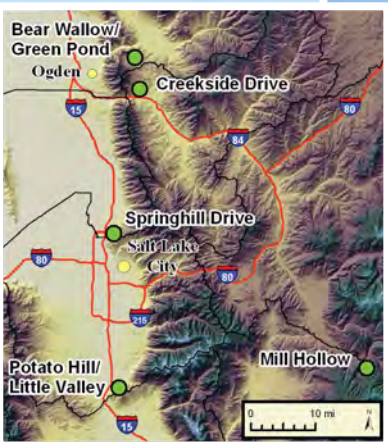 Bear Wallow/
Green Pond
Ogden
Creekside Drive
15
80
84
Springhill Drive
Salt Lake
City
80
80
215
Potato Hill/
Little Valley
Mill Hollow
15
0 10 mi
N